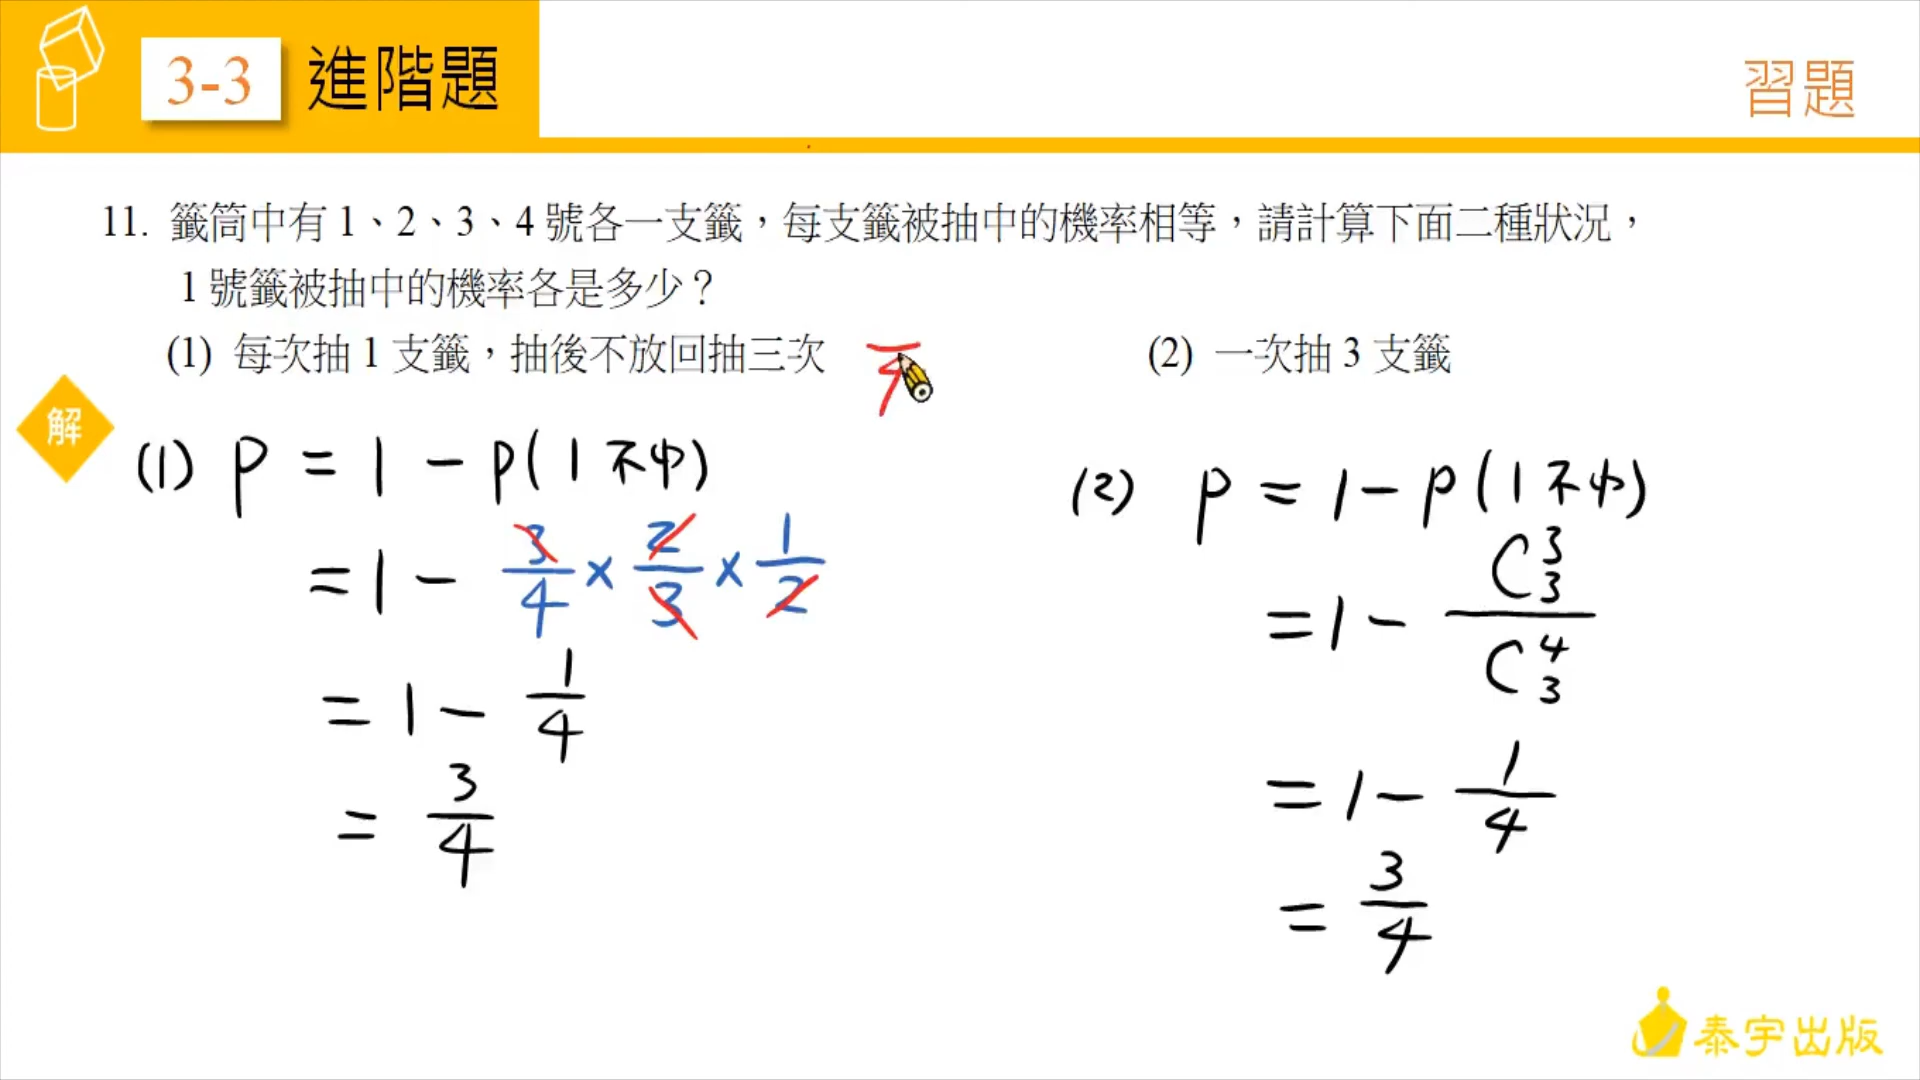 3-3 進階題
習題
11. 籤筒中有 1、2、3、4 號各一支籤，每支籤被抽中的機率相等，請計算下面二種狀況，
1 號籤被抽中的機率各是多少？
(1) 每次抽 1 支籤，抽後不放回抽三次
(2) 一次抽 3 支籤
解
(1) P = 1 - P(1不中)
= 1 - 3/4 × 2/3 × 1/2
= 1 - 1/4
= 3/4
(2) P = 1 - P(1不中)
= 1 - C³₃/C⁴₃
= 1 - 1/4
= 3/4
泰宇出版